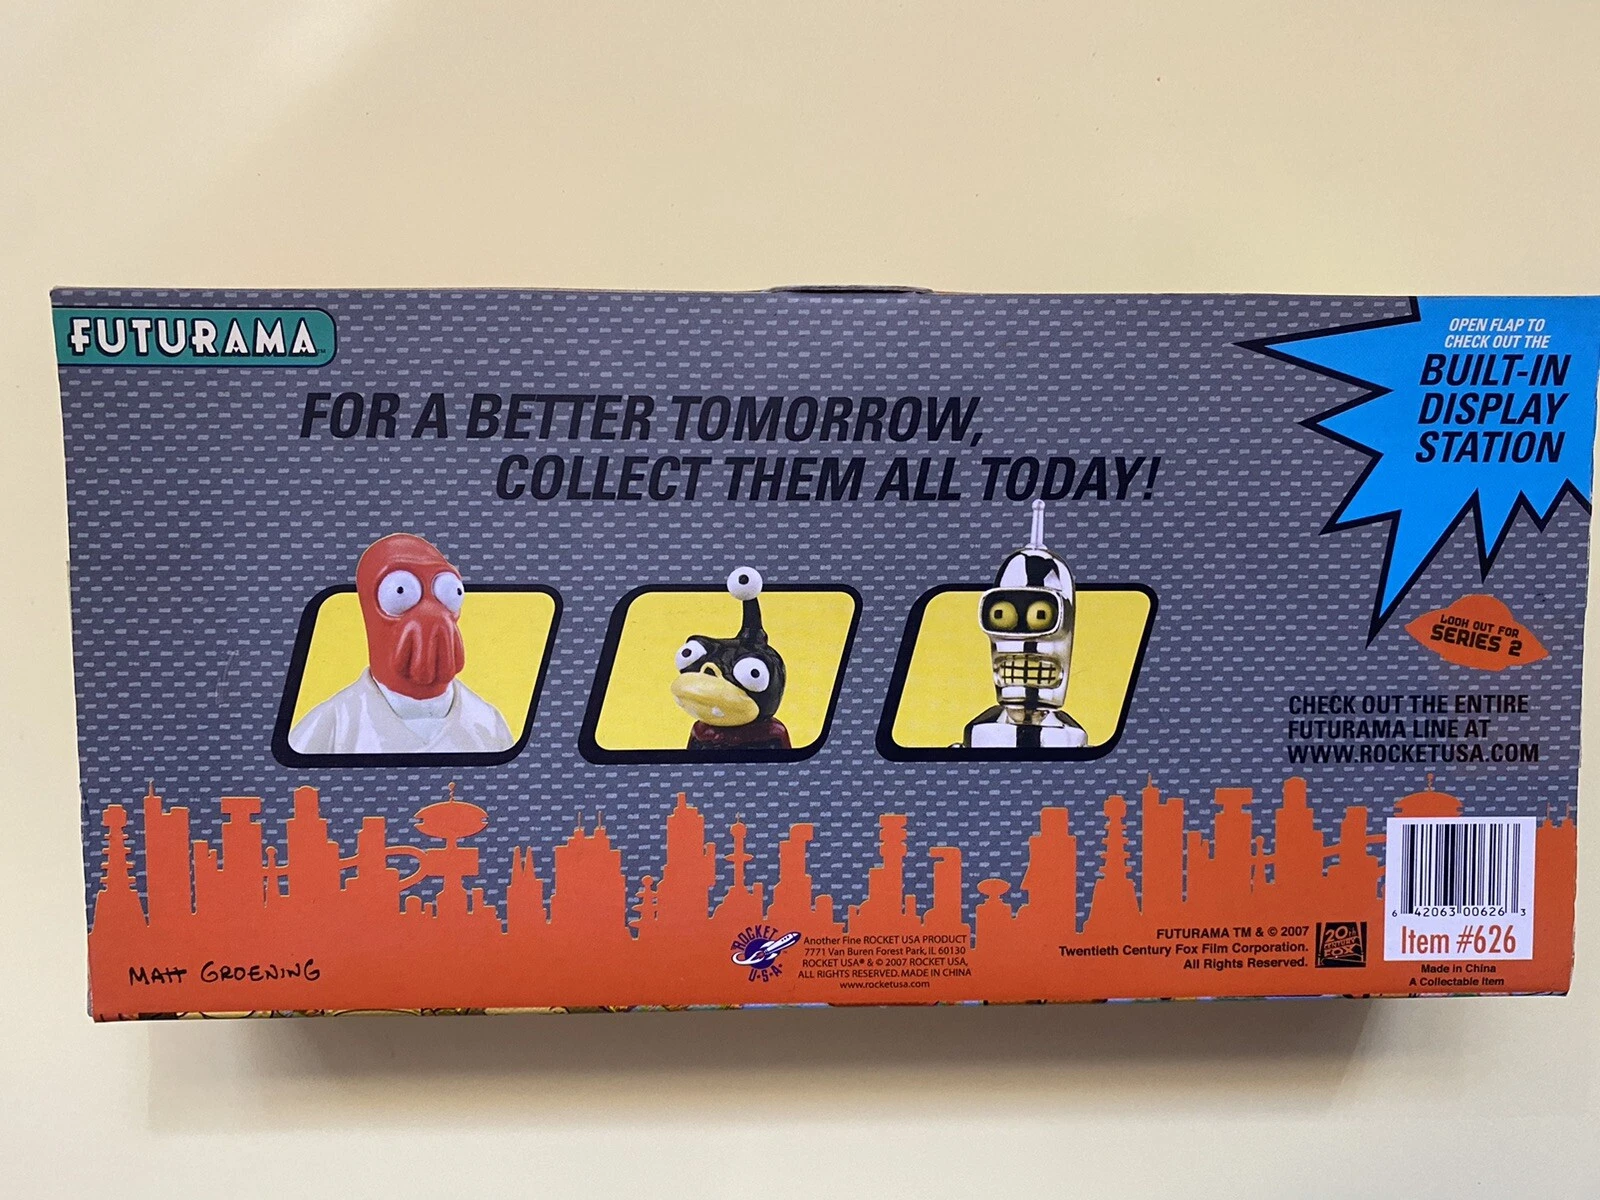 FUTURAMA
FOR A BETTER TOMORROW,
COLLECT THEM ALL TODAY!
OPEN FLAP TO
CHECK OUT THE
BUILT-IN
DISPLAY
STATION
LOOK OUT FOR
SERIES 2
CHECK OUT THE ENTIRE
FUTURAMA LINE AT
WWW.ROCKETUSA.COM
MATT GROENING
ROCKET
U·S·A·
Another Fine ROCKET USA PRODUCT
7771 Van Buren Forest Park, IL 60130
ROCKET USA® & © 2007 ROCKET USA,
ALL RIGHTS RESERVED. MADE IN CHINA
www.rocketusa.com
FUTURAMA TM & © 2007
Twentieth Century Fox Film Corporation.
All Rights Reserved.
20th
CENTURY
FOX
6 42063 00626 3
Item #626
Made in China
A Collectable Item